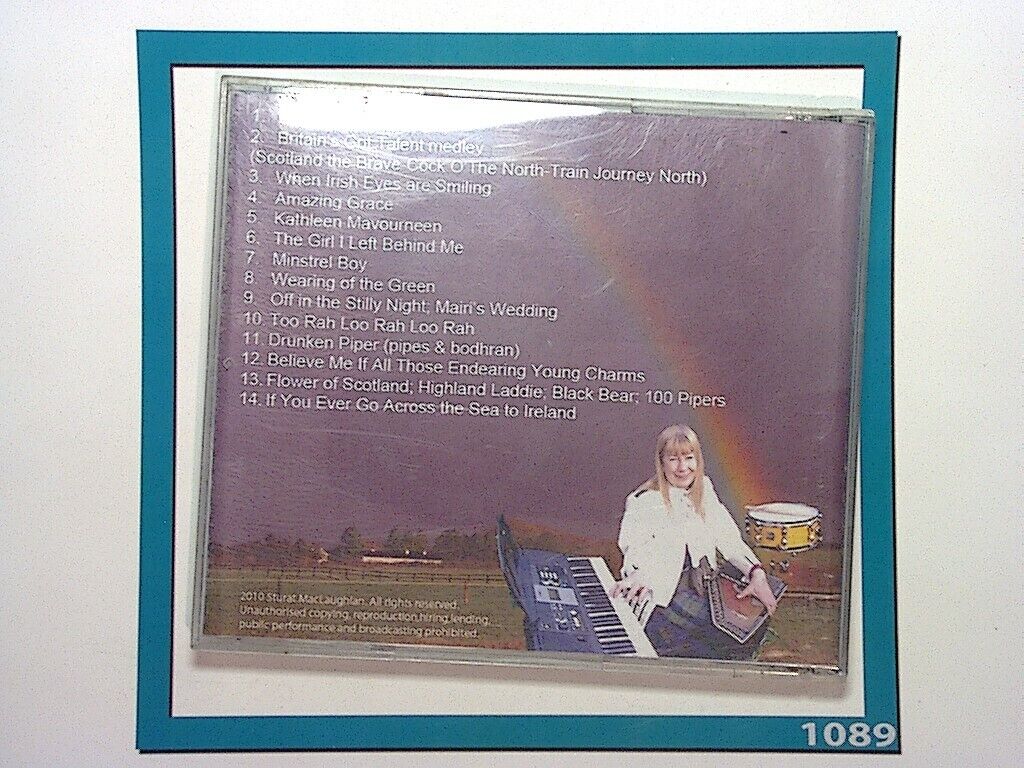 1.
2. Britain's Got Talent medley
(Scotland the Brave-Cock O The North-Train Journey North)
3. When Irish Eyes are Smiling
4. Amazing Grace
5. Kathleen Mavourneen
6. The Girl I Left Behind Me
7. Minstrel Boy
8. Wearing of the Green
9. Off in the Stilly Night; Mairi's Wedding
10. Too Rah Loo Rah Loo Rah
11. Drunken Piper (pipes & bodhran)
12. Believe Me If All Those Endearing Young Charms
13. Flower of Scotland; Highland Laddie; Black Bear; 100 Pipers
14. If You Ever Go Across the Sea to Ireland
2010 Sturat MacLaughlan. All rights reserved.
Unauthorised copying, reproduction,hiring,lending,
public performance and broadcasting prohibited.
1089